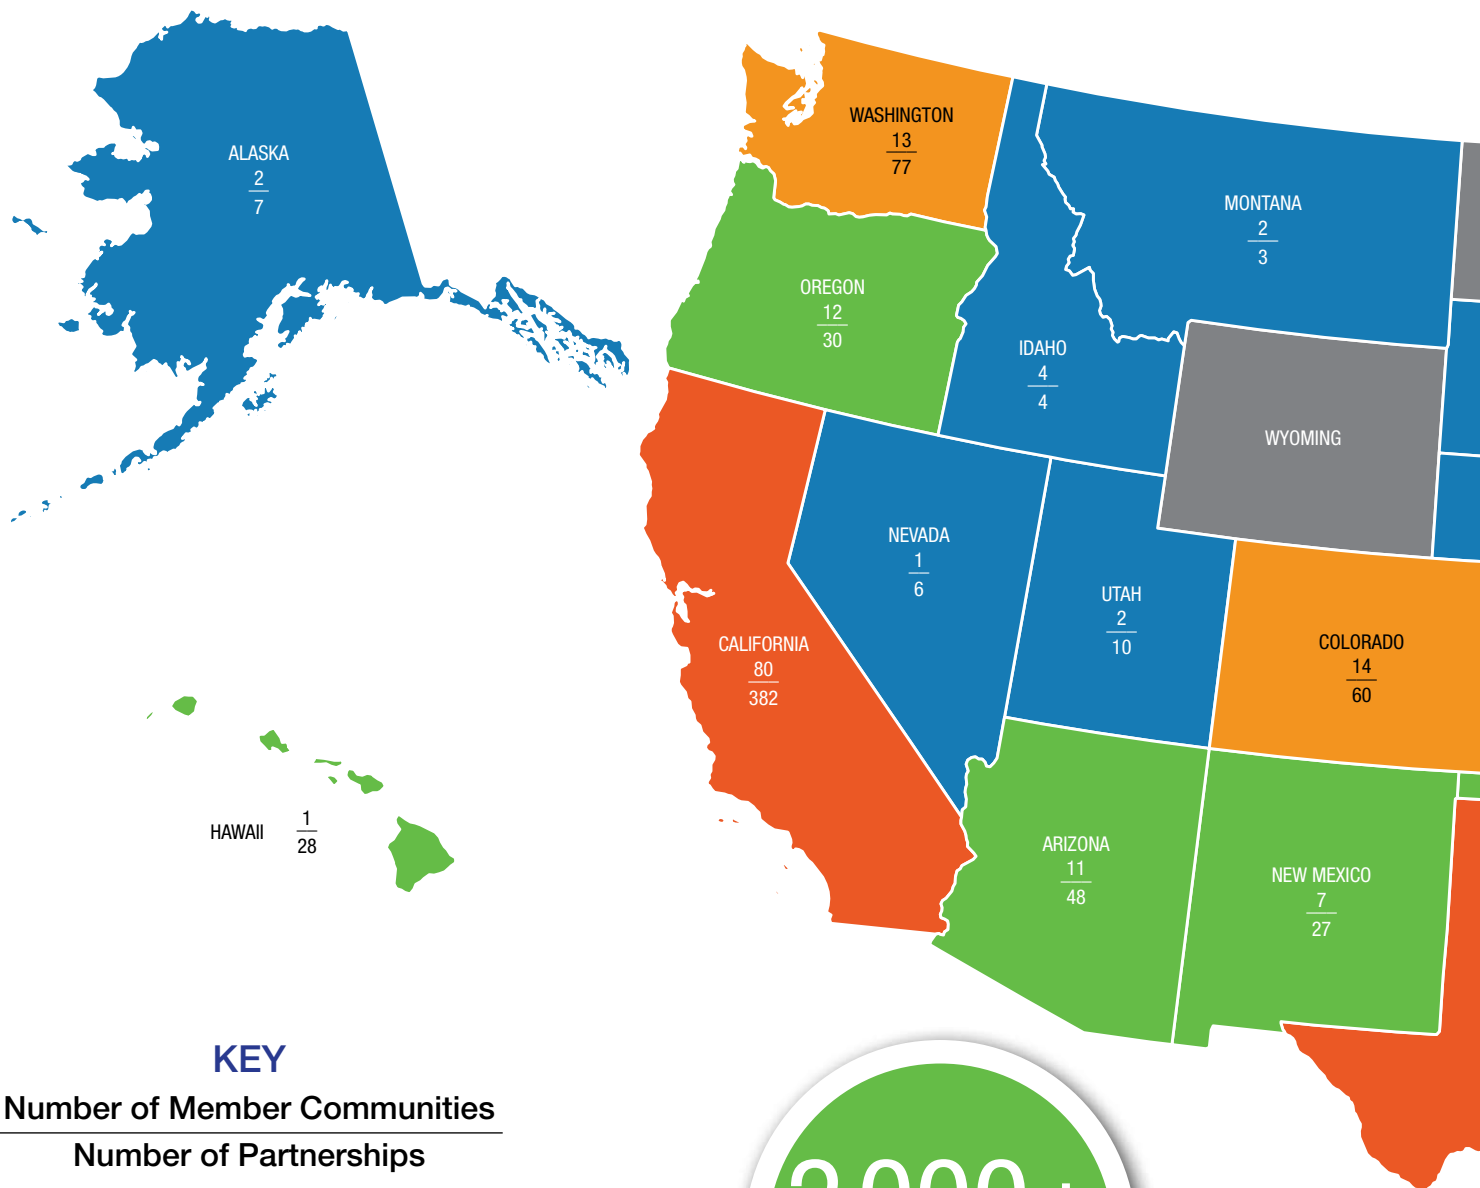 ALASKA
2
7
WASHINGTON
13
77
MONTANA
2
3
OREGON
12
30
IDAHO
4
4
WYOMING
NEVADA
1
6
UTAH
2
10
CALIFORNIA
80
382
COLORADO
14
60
HAWAII
1
28
ARIZONA
11
48
NEW MEXICO
7
27
KEY
Number of Member Communities
Number of Partnerships